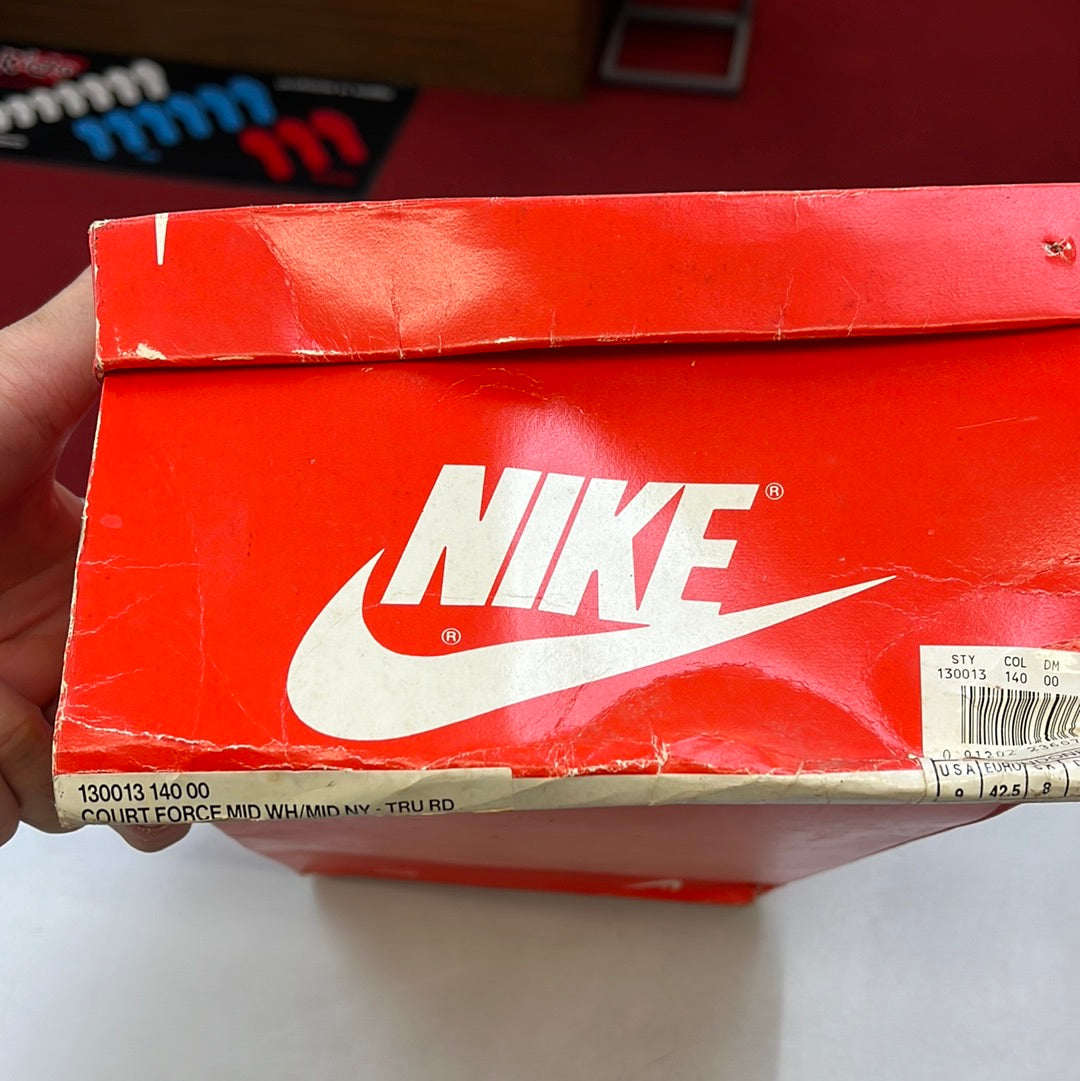 NIKE®
®
STY COL DM
130013 140 00
USA EURO
9 42.5 8
130013 140 00
COURT FORCE MID WH/MID NY - TRU RD